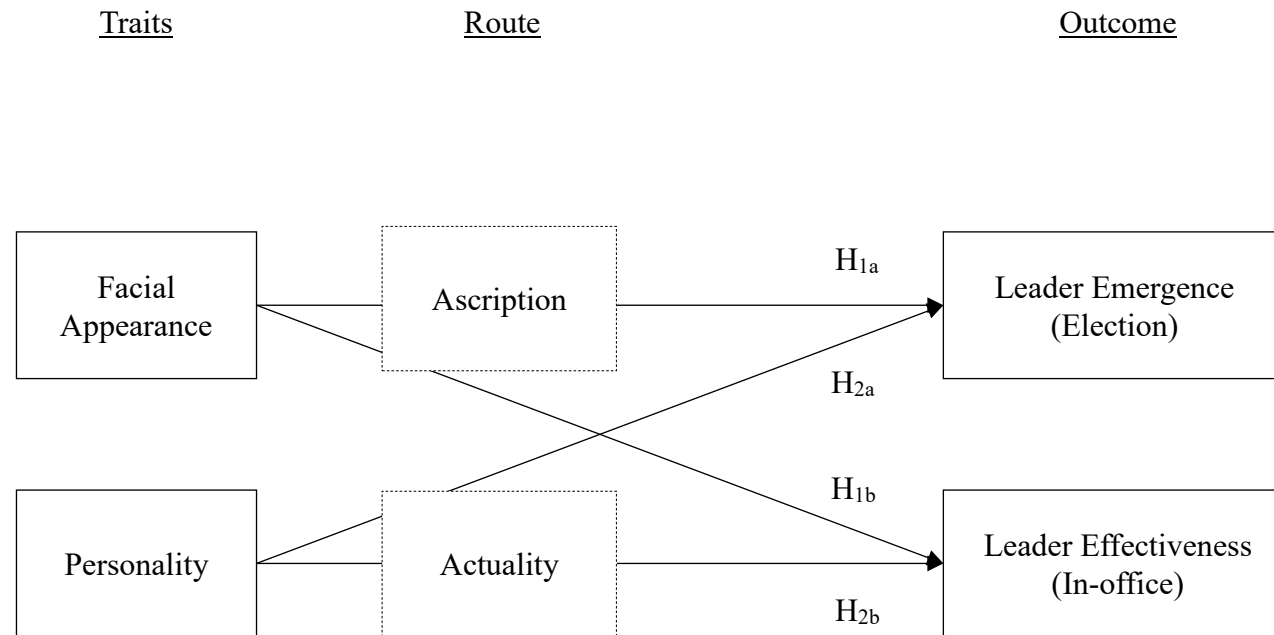 Traits
Route
Outcome
Facial
Appearance
Ascription
H1a
Leader Emergence
(Election)
H2a
H1b
Personality
Actuality
Leader Effectiveness
(In-office)
H2b